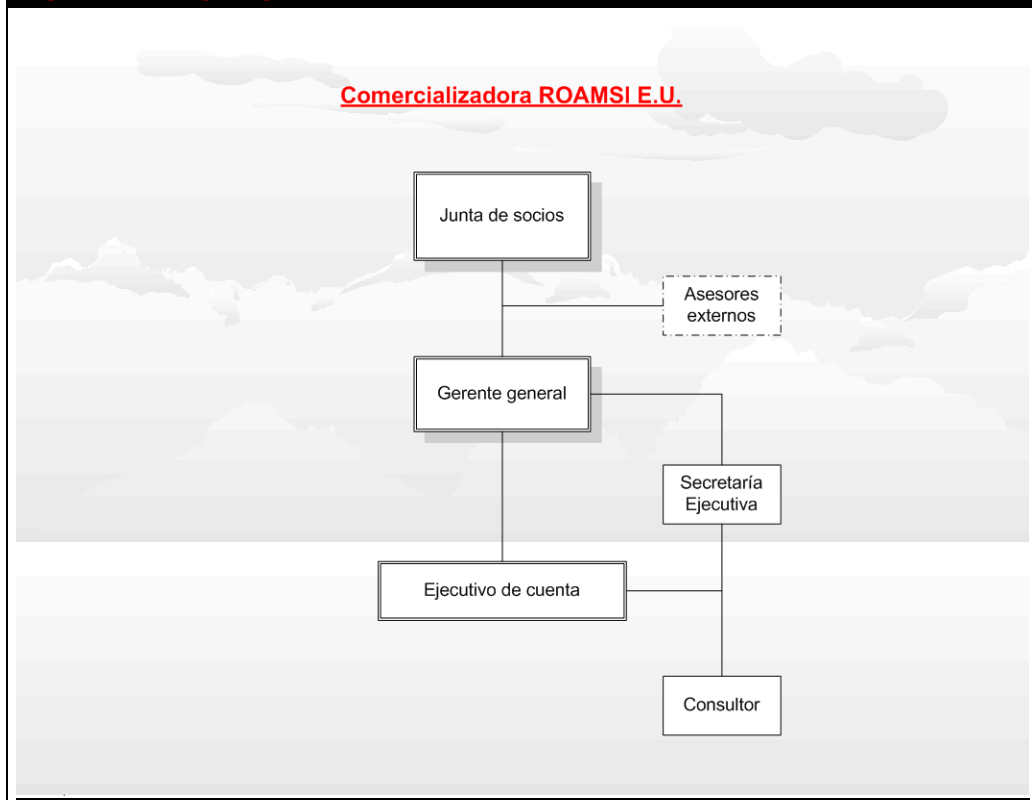 Comercializadora ROAMSI E.U.
Junta de socios
Asesores
externos
Gerente general
Secretaría
Ejecutiva
Ejecutivo de cuenta
Consultor